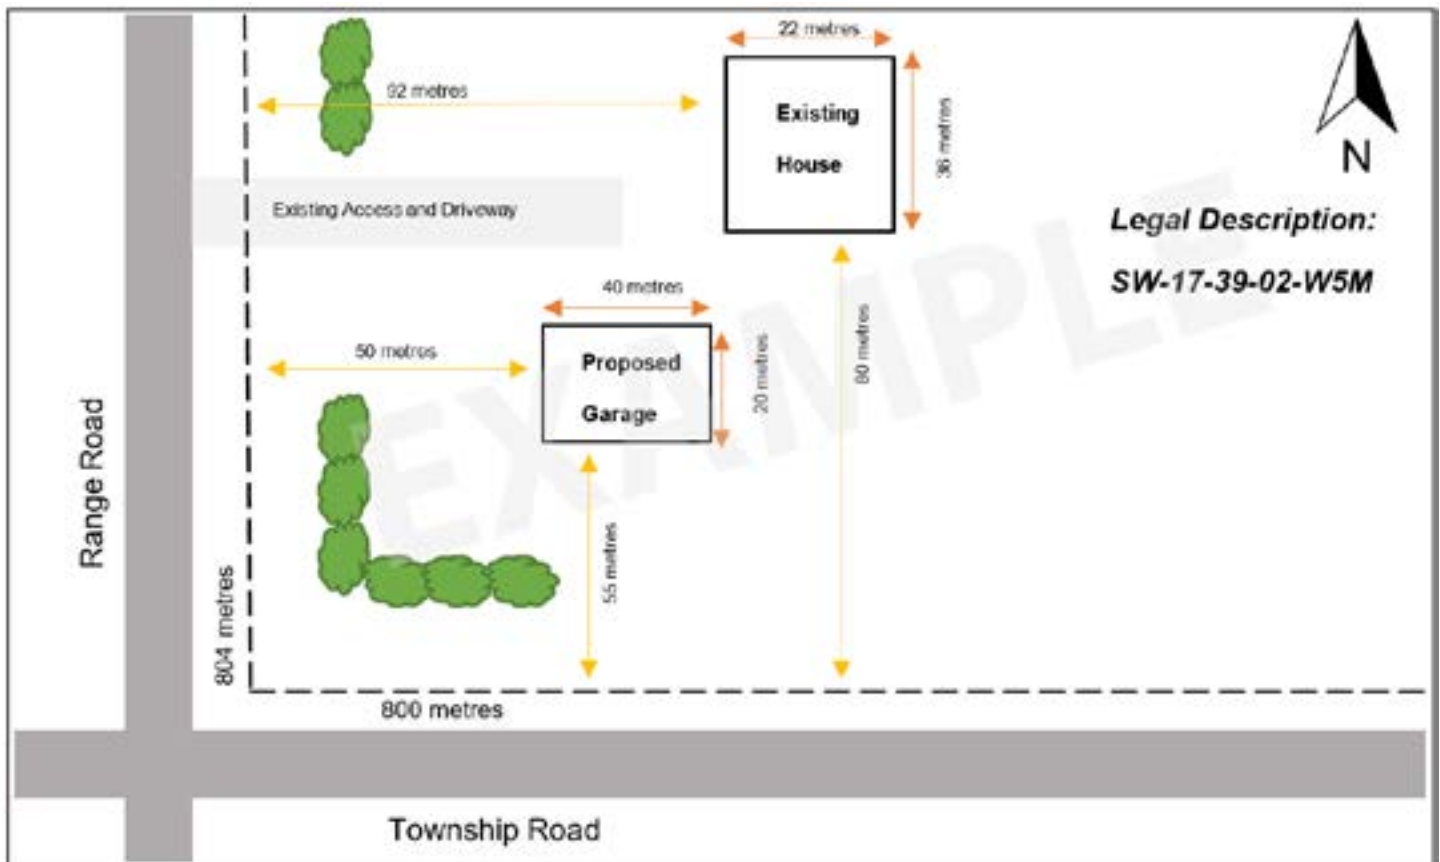 22 metres
92 metres
Existing
House
36 metres
N
Existing Access and Driveway
Legal Description:
SW-17-39-02-W5M
40 metres
50 metres
Proposed
Garage
20 metres
80 metres
EXAMPLE
Range Road
55 metres
804 metres
800 metres
Township Road